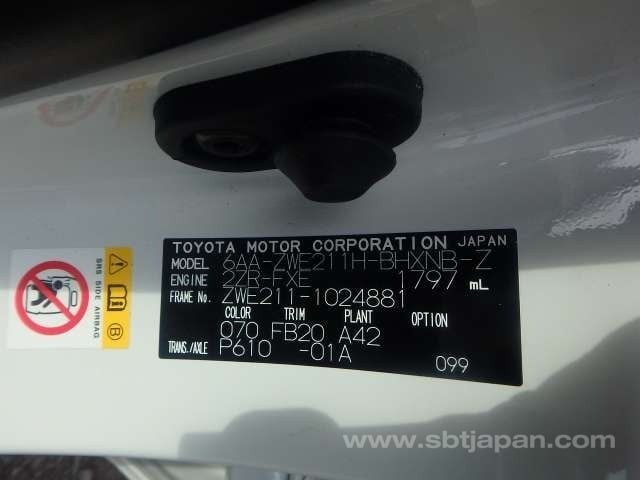 TOYOTA MOTOR CORPORATION JAPAN
MODEL 6AA-ZWE211H-BHXNB-Z
ENGINE 2ZR-FXE 1797 mL
FRAME No. ZWE211-1024881
COLOR TRIM PLANT OPTION
070 FB20 A42
TRANS./AXLE P610 -01A
099
SRS SIDE AIRBAG
B
www.sbtjapan.com